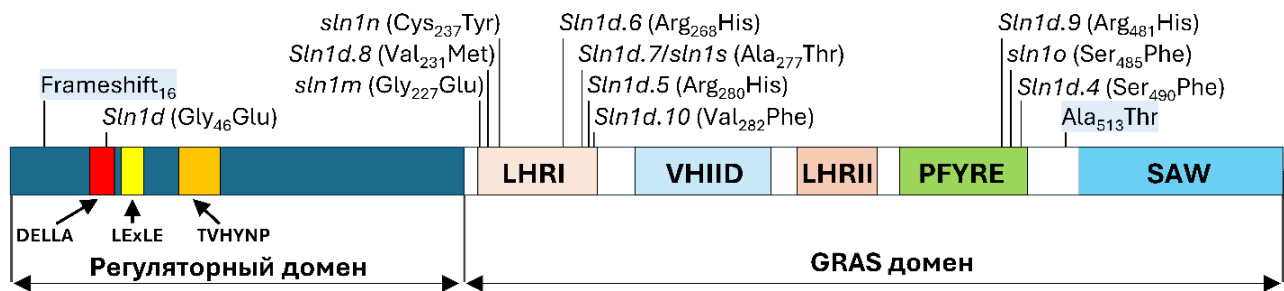 sln1n (Cys237Tyr) Sln1d.6 (Arg268His) Sln1d.9 (Arg481His)
Sln1d.8 (Val231Met) Sln1d.7/sln1s (Ala277Thr) sln1o (Ser485Phe)
sln1m (Gly227Glu) Sln1d.5 (Arg280His) Sln1d.4 (Ser490Phe)
Frameshift16 Sln1d (Gly46Glu) Sln1d.10 (Val282Phe) Ala513Thr
LHRI VHIID LHRII PFYRE SAW
DELLA LExLE TVHYNP
Регуляторный домен GRAS домен